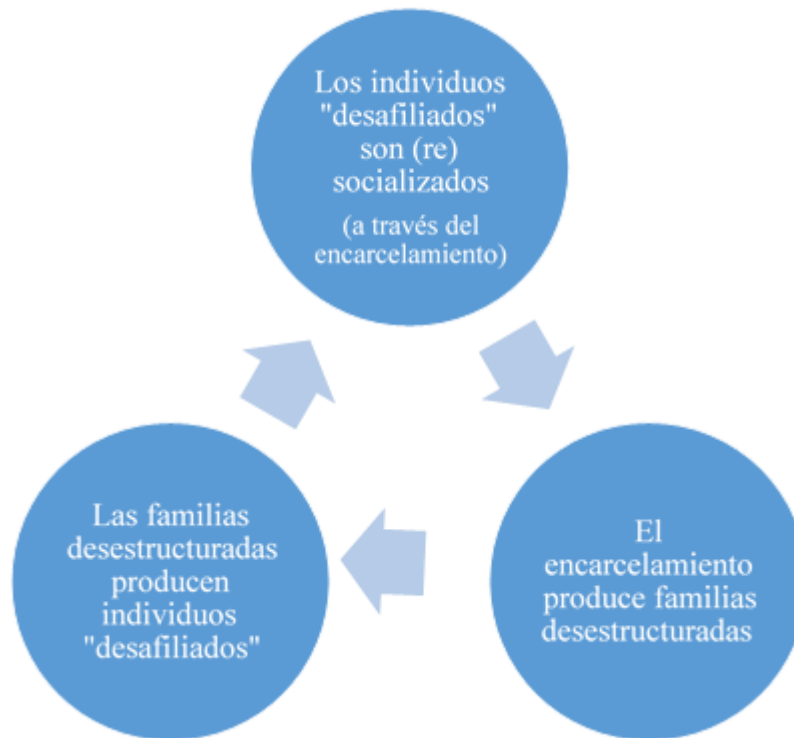 Los individuos
"desafiliados"
son (re)
socializados
(a través del
encarcelamiento)
El
encarcelamiento
produce familias
desestructuradas
Las familias
desestructuradas
producen
individuos
"desafiliados"